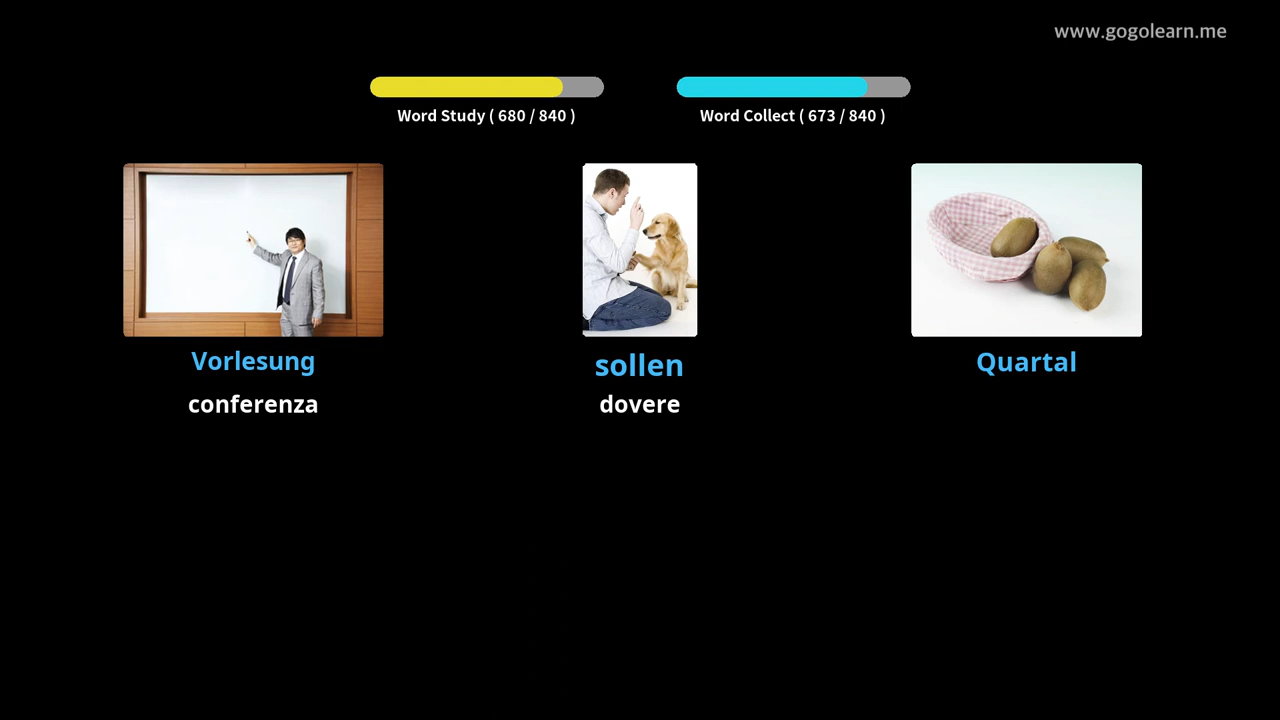 www.gogolearn.me
Word Study ( 680 / 840 )
Word Collect ( 673 / 840 )
Vorlesung
conferenza
sollen
dovere
Quartal